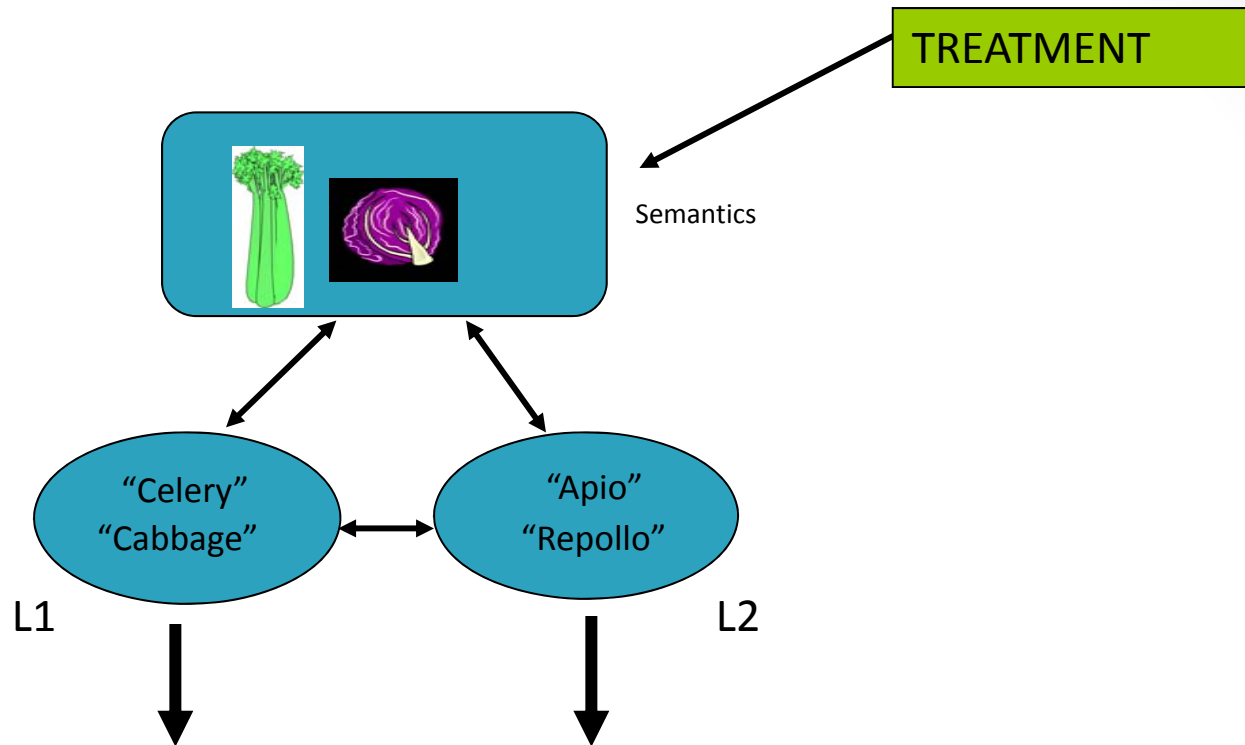 TREATMENT
Semantics
“Celery”
“Cabbage”
“Apio”
“Repollo”
L1
L2